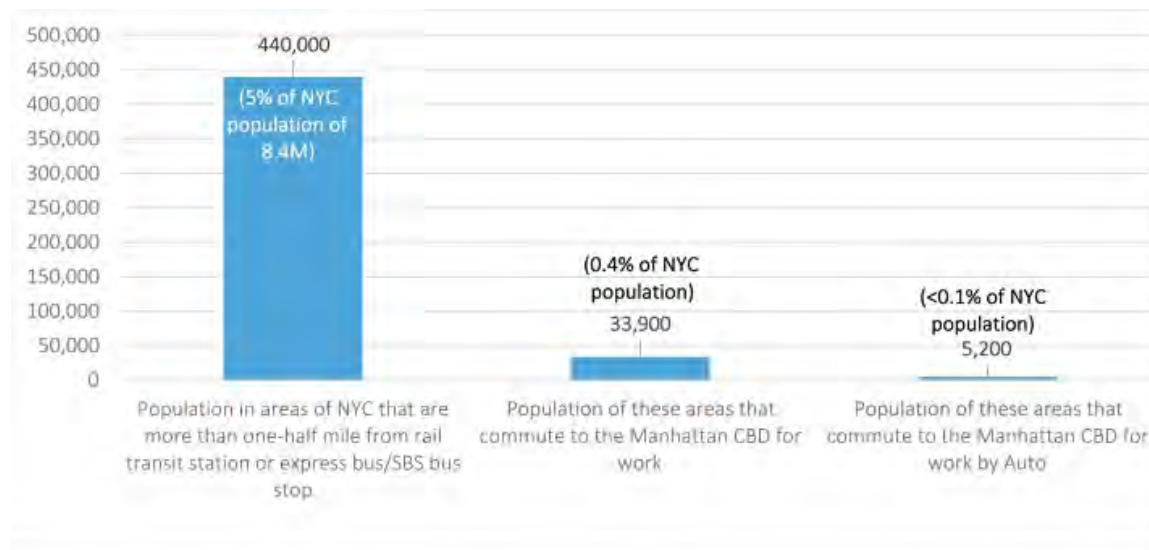 500,000
450,000
400,000
350,000
300,000
250,000
200,000
150,000
100,000
50,000
0
440,000
(5% of NYC
population of
8.4M)
(0.4% of NYC
population)
33,900
(<0.1% of NYC
population)
5,200
Population in areas of NYC that are
more than one-half mile from rail
transit station or express bus/SBS bus
stop
Population of these areas that
commute to the Manhattan CBD for
work
Population of these areas that
commute to the Manhattan CBD for
work by Auto